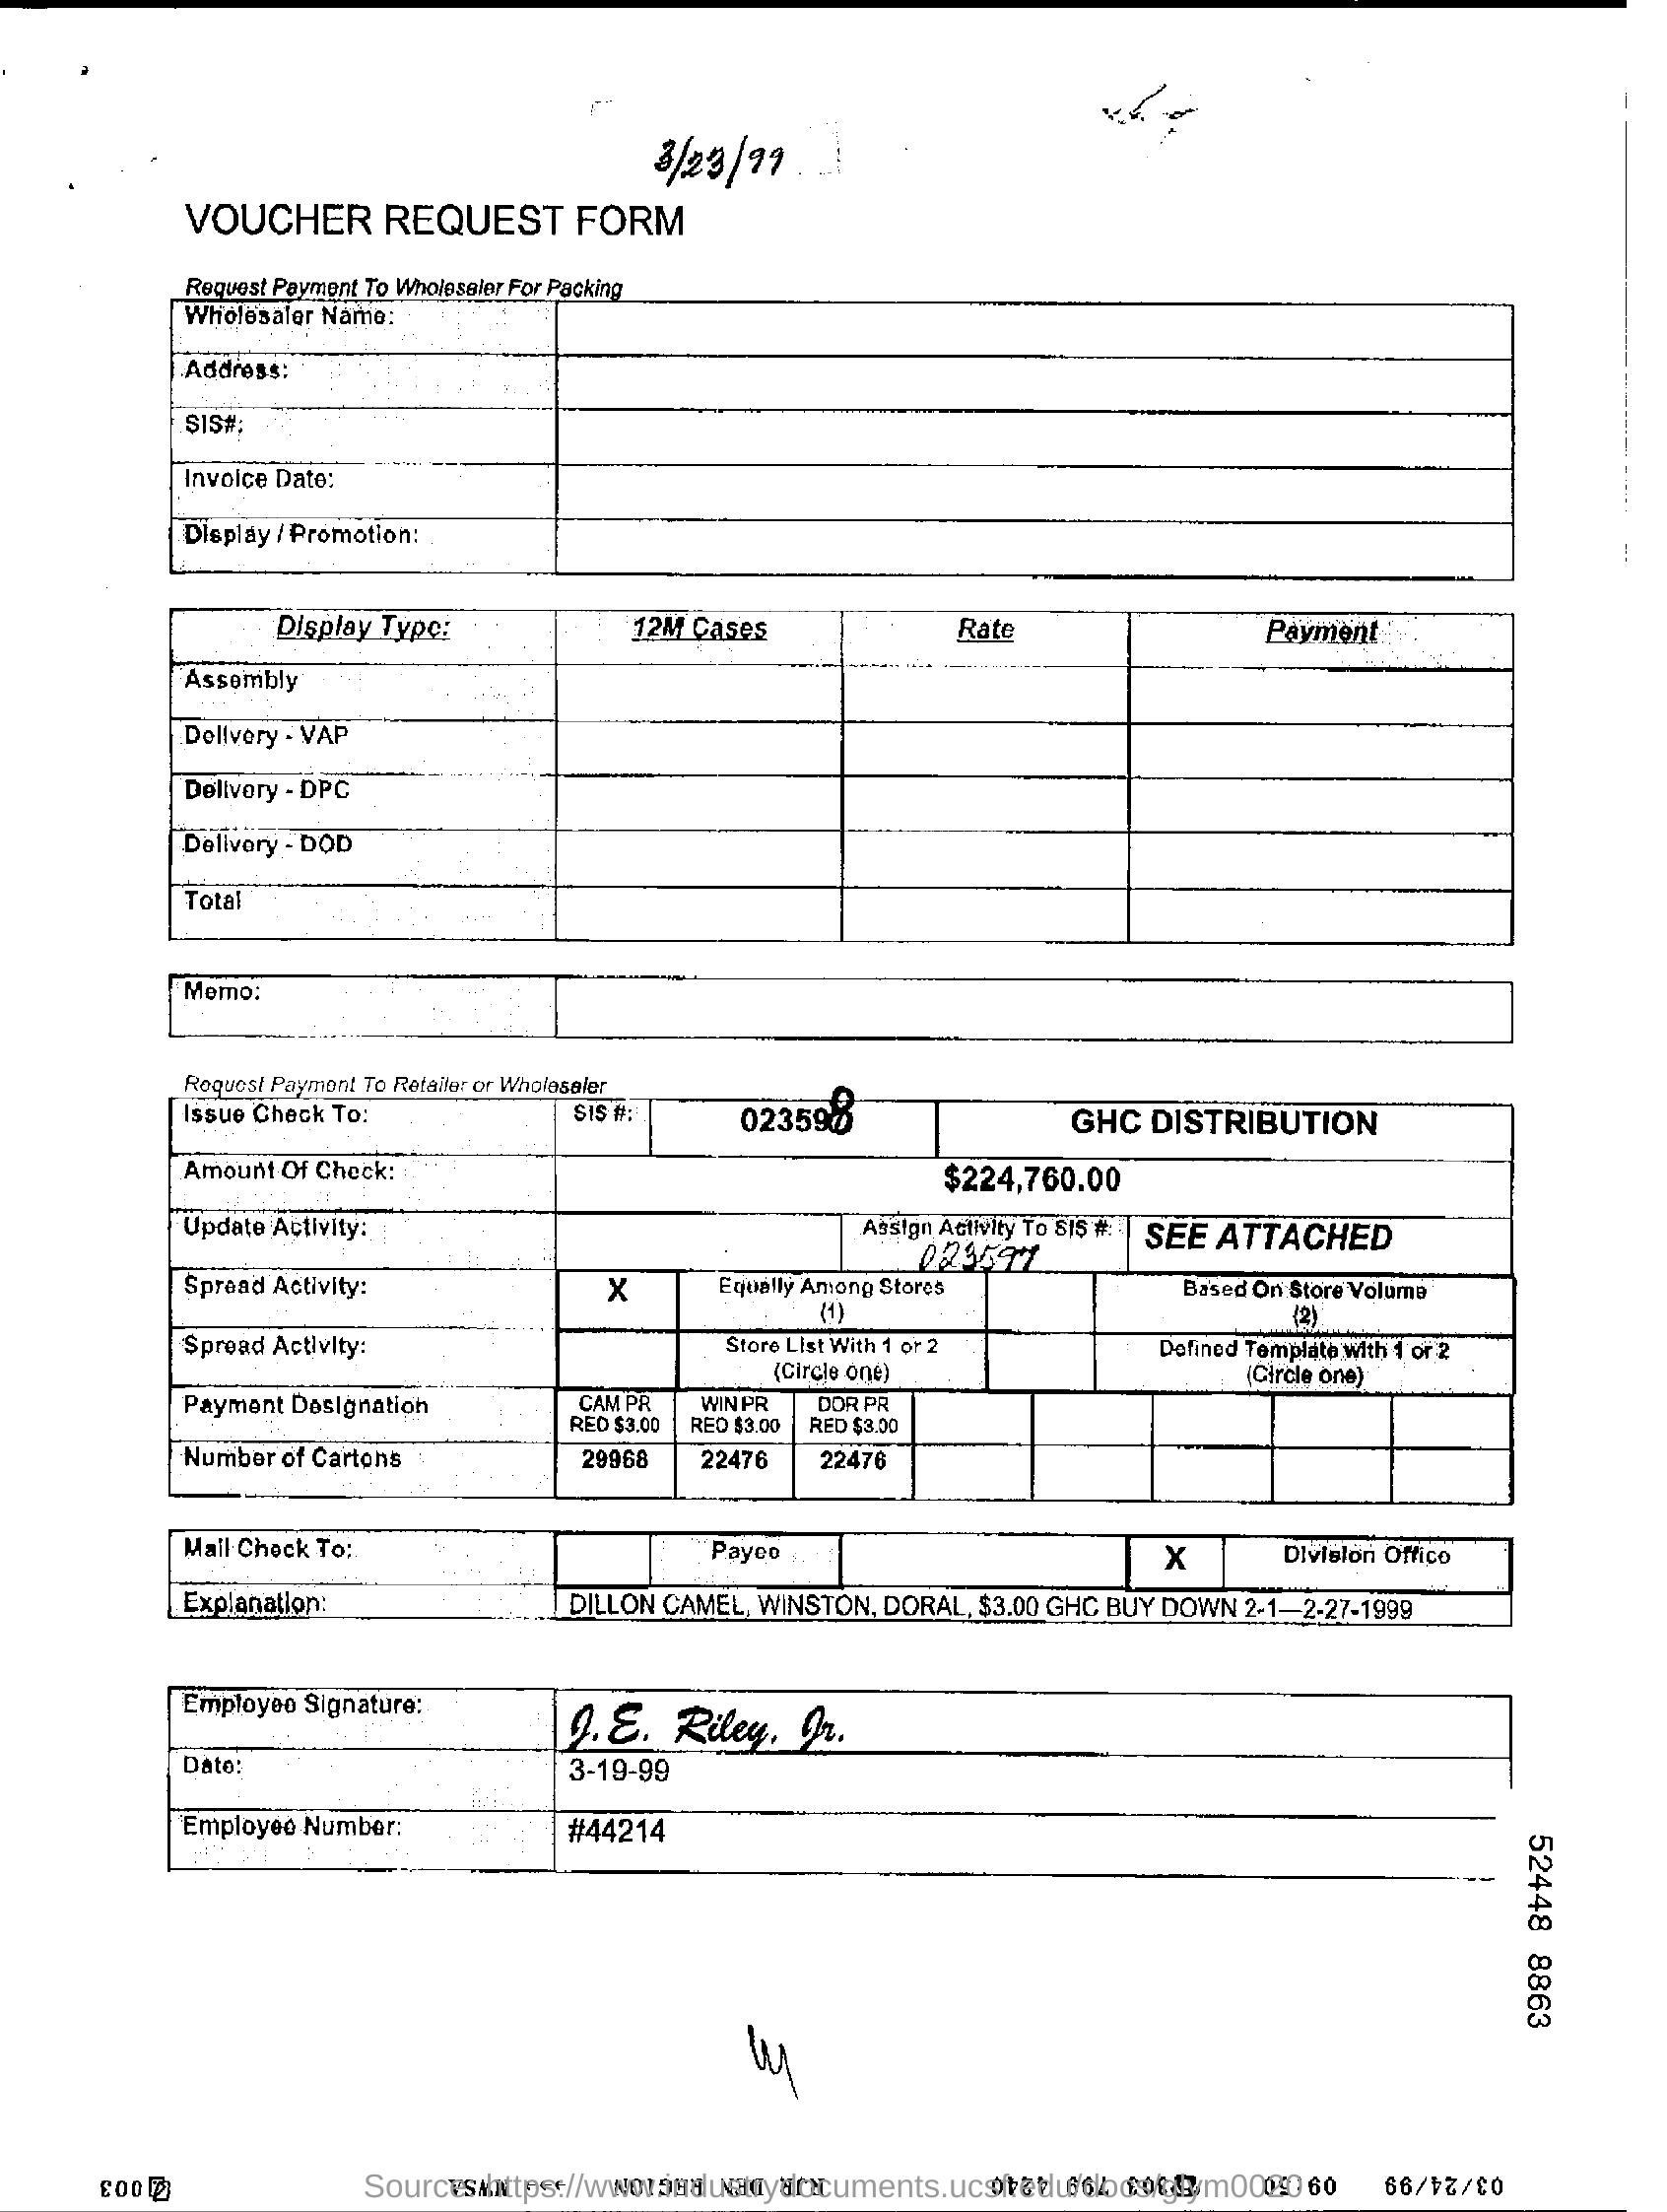 3/23/99
VOUCHER REQUEST FORM
Request Payment To Wholesaler For Packing
Wholesaler Name:
Address:
SIS#:
Invoice Date:
Display / Promotion:
Display Type: 12M Cases Rate Payment
Assembly
Delivery - VAP
Delivery - DPC
Delivery - DOD
Total
Memo:
Request Payment To Retailer or Wholesaler
Issue Check To: SIS #: 023598 GHC DISTRIBUTION
Amount Of Check: $224,760.00
Update Activity: Assign Activity To SIS #: SEE ATTACHED
023597
Spread Activity: X Equally Among Stores Based On Store Volume
(1) (2)
Spread Activity: Store List With 1 or 2 Defined Template with 1 or 2
(Circle one) (Circle one)
Payment Designation CAM PR WIN PR DOR PR
RED $3.00 RED $3.00 RED $3.00
Number of Cartons 29968 22476 22476
Mail Check To: Payee X Division Office
Explanation: DILLON CAMEL, WINSTON, DORAL, $3.00 GHC BUY DOWN 2-1—2-27-1999
Employee Signature: J. E. Riley, Jr.
Date: 3-19-99
Employee Number: #44214
52448 8863
03/24/99 RJR DEN REGION 003
Source: https://www.industrydocuments.ucsf.edu/docs/glym0000